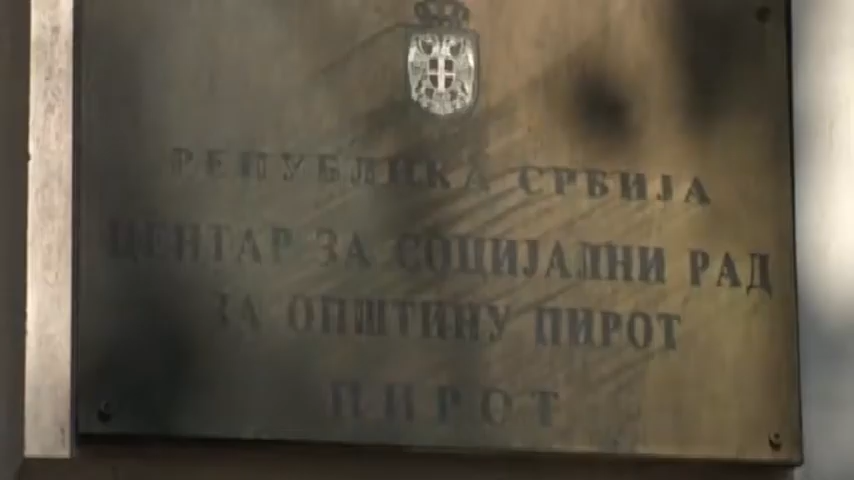 РЕПУБЛИКА СРБИЈА
ЦЕНТАР ЗА СОЦИЈАЛНИ РАД
ЗА ОПШТИНУ ПИРОТ
ПИРОТ